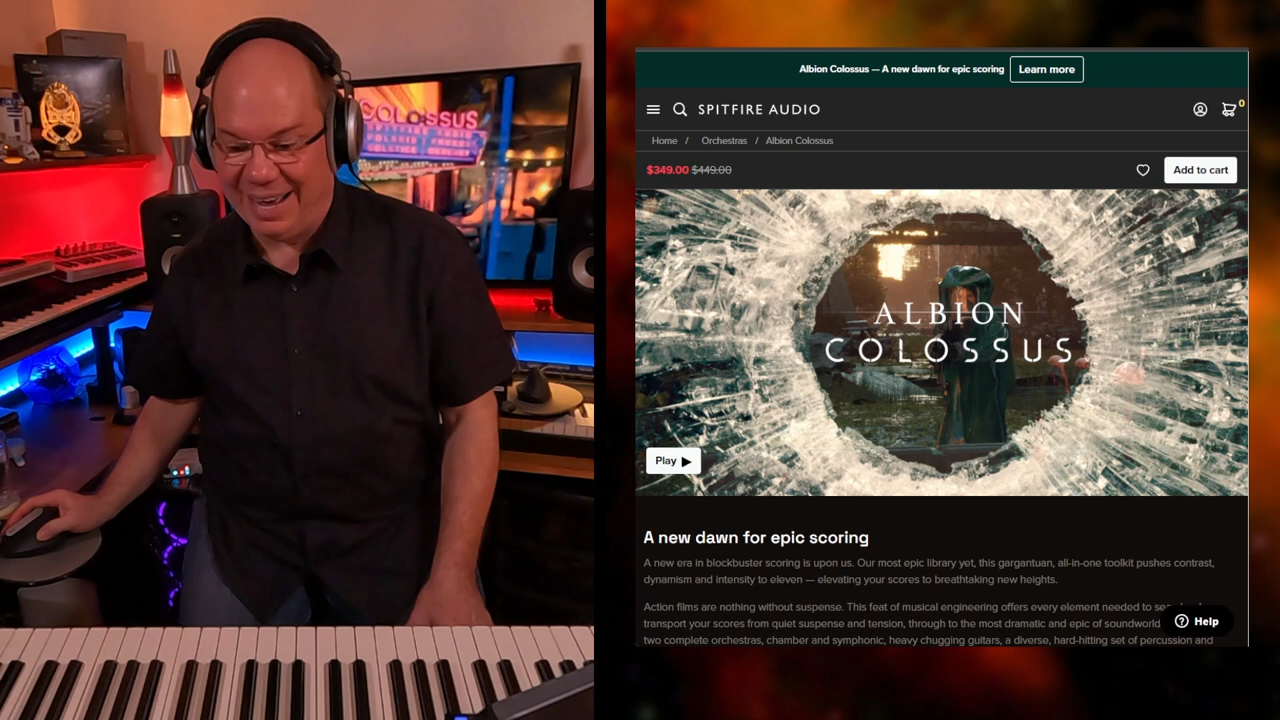 COLOSSUS
Albion Colossus — A new dawn for epic scoring
Learn more
SPITFIRE AUDIO
0
Home / Orchestras / Albion Colossus
$349.00 $449.00
Add to cart
ALBION
COLOSSUS
Play
A new dawn for epic scoring
A new era in blockbuster scoring is upon us. Our most epic library yet, this gargantuan, all-in-one toolkit pushes contrast,
dynamism and intensity to eleven — elevating your scores to breathtaking new heights.
Action films are nothing without suspense. This feat of musical engineering offers every element needed to
transport your scores from quiet suspense and tension, through to the most dramatic and epic of soundworld
two complete orchestras, chamber and symphonic, heavy chugging guitars, a diverse, hard-hitting set of percussion and
Help